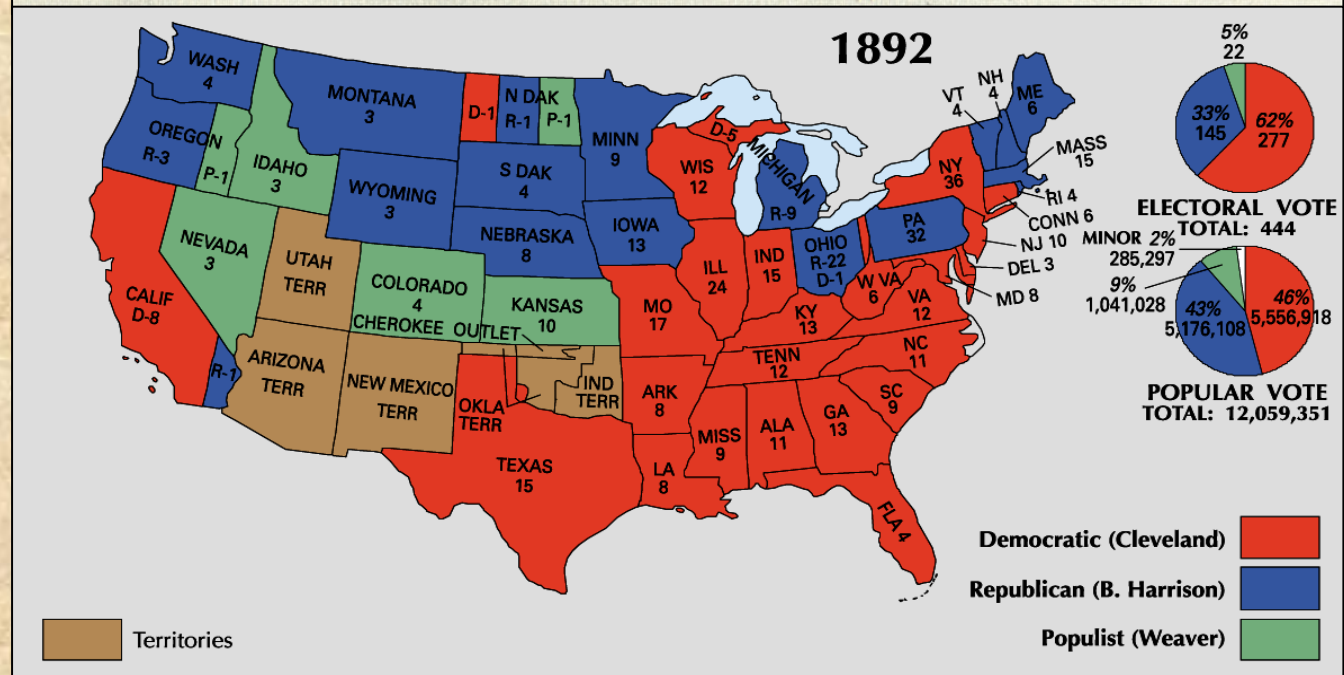 1892
WASH
4
OREGON
R-3
P-1
CALIF
D-8
R-1
NEVADA
3
IDAHO
3
MONTANA
3
WYOMING
3
UTAH
TERR
ARIZONA
TERR
COLORADO
4
NEW MEXICO
TERR
D-1
N DAK
R-1
P-1
S DAK
4
NEBRASKA
8
KANSAS
10
CHEROKEE OUTLET
OKLA
TERR
IND
TERR
TEXAS
15
MINN
9
IOWA
13
MO
17
ARK
8
LA
8
WIS
12
D-5
MICHIGAN
R-9
ILL
24
IND
15
OHIO
R-22
D-1
KY
13
TENN
12
MISS
9
ALA
11
GA
13
FLA 4
SC
9
NC
11
VA
12
W VA
6
PA
32
NY
36
VT
4
NH
4
ME
6
MASS
15
RI 4
CONN 6
NJ 10
DEL 3
MD 8
5%
22
33%
145
62%
277
ELECTORAL VOTE
TOTAL: 444
MINOR 2%
285,297
9%
1,041,028
43%
5,176,108
46%
5,556,918
POPULAR VOTE
TOTAL: 12,059,351
Democratic (Cleveland)
Republican (B. Harrison)
Populist (Weaver)
Territories